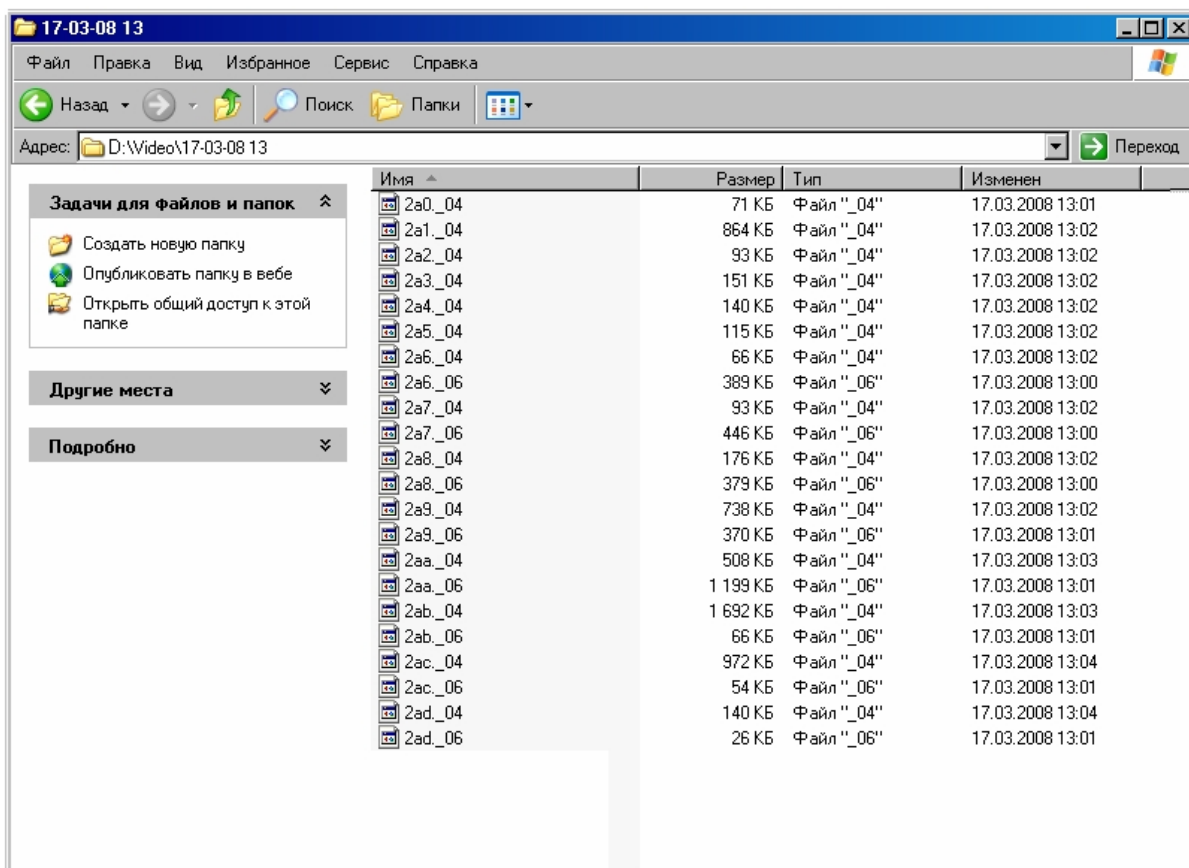 17-03-08 13
Файл Правка Вид Избранное Сервис Справка
Назад Поиск Папки
Адрес: D:\Video\17-03-08 13 Переход
Задачи для файлов и папок
Создать новую папку
Опубликовать папку в вебе
Открыть общий доступ к этой
папке
Другие места
Подробно
Имя Размер Тип Изменен
2a0._04 71 КБ Файл "_04" 17.03.2008 13:01
2a1._04 864 КБ Файл "_04" 17.03.2008 13:02
2a2._04 93 КБ Файл "_04" 17.03.2008 13:02
2a3._04 151 КБ Файл "_04" 17.03.2008 13:02
2a4._04 140 КБ Файл "_04" 17.03.2008 13:02
2a5._04 115 КБ Файл "_04" 17.03.2008 13:02
2a6._04 66 КБ Файл "_04" 17.03.2008 13:02
2a6._06 389 КБ Файл "_06" 17.03.2008 13:00
2a7._04 93 КБ Файл "_04" 17.03.2008 13:02
2a7._06 446 КБ Файл "_06" 17.03.2008 13:00
2a8._04 176 КБ Файл "_04" 17.03.2008 13:02
2a8._06 379 КБ Файл "_06" 17.03.2008 13:00
2a9._04 738 КБ Файл "_04" 17.03.2008 13:02
2a9._06 370 КБ Файл "_06" 17.03.2008 13:01
2aa._04 508 КБ Файл "_04" 17.03.2008 13:03
2aa._06 1 199 КБ Файл "_06" 17.03.2008 13:01
2ab._04 1 692 КБ Файл "_04" 17.03.2008 13:03
2ab._06 66 КБ Файл "_06" 17.03.2008 13:01
2ac._04 972 КБ Файл "_04" 17.03.2008 13:04
2ac._06 54 КБ Файл "_06" 17.03.2008 13:01
2ad._04 140 КБ Файл "_04" 17.03.2008 13:04
2ad._06 26 КБ Файл "_06" 17.03.2008 13:01